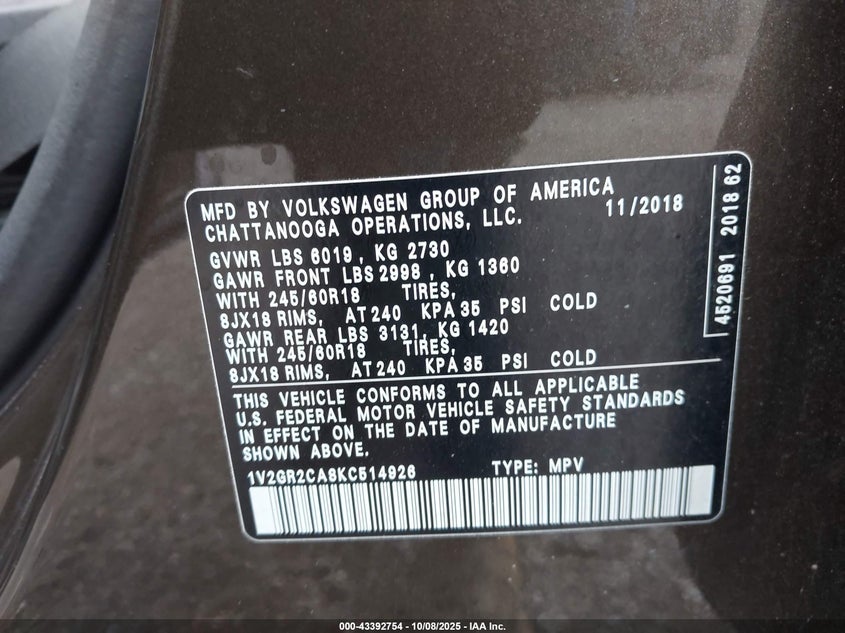 MFD BY VOLKSWAGEN GROUP OF AMERICA
CHATTANOOGA OPERATIONS, LLC. 11/2018
GVWR LBS 6019, KG 2730
GAWR FRONT LBS 2998, KG 1360
WITH 245/60R18 TIRES,
8JX18 RIMS, AT 240 KPA 35 PSI COLD
GAWR REAR LBS 3131, KG 1420
WITH 245/60R18 TIRES,
8JX18 RIMS, AT 240 KPA 35 PSI COLD
THIS VEHICLE CONFORMS TO ALL APPLICABLE
U.S. FEDERAL MOTOR VEHICLE SAFETY STANDARDS
IN EFFECT ON THE DATE OF MANUFACTURE
SHOWN ABOVE.
1V2GR2CA8KC514926 TYPE: MPV
4520691 2018 62
000-43392754 - 10/08/2025 - IAA Inc.